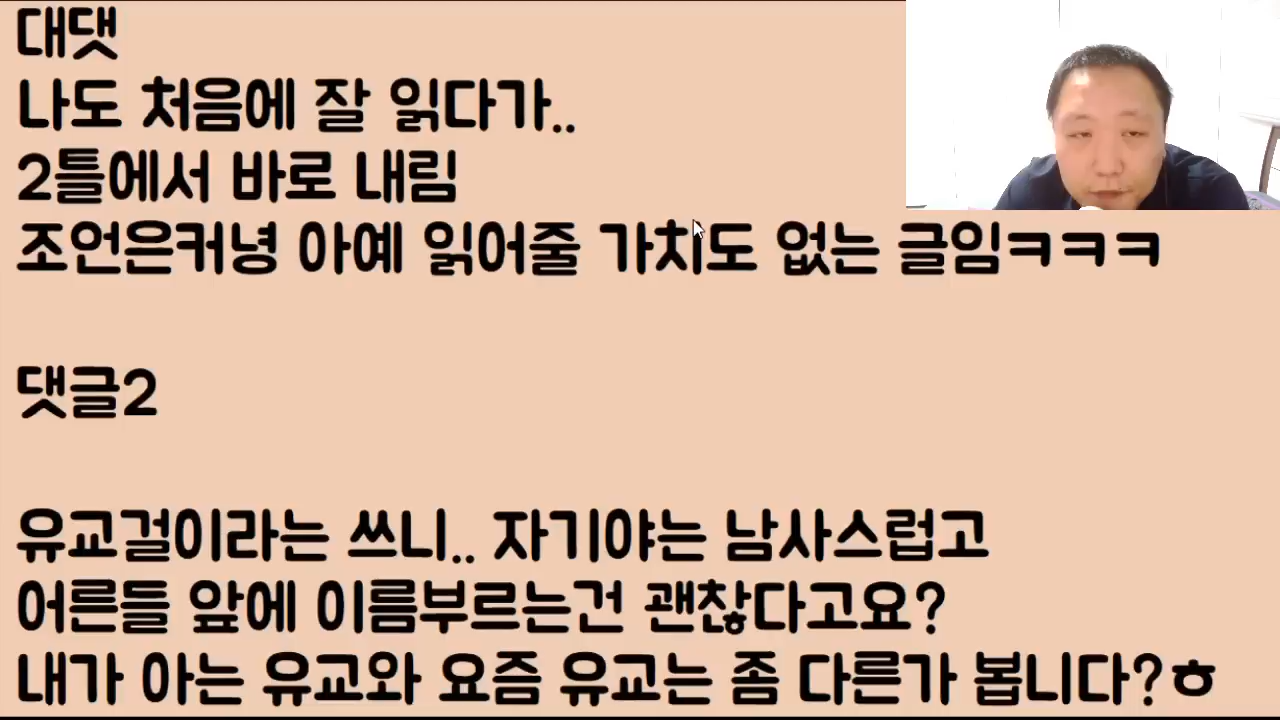 대댓
나도 처음에 잘 읽다가..
2틀에서 바로 내림
조언은커녕 아예 읽어줄 가치도 없는 글임ㅋㅋㅋ
댓글2
유교걸이라는 쓰니.. 자기야는 남사스럽고
어른들 앞에 이름부르는건 괜찮다고요?
내가 아는 유교와 요즘 유교는 좀 다른가 봅니다?ㅎ